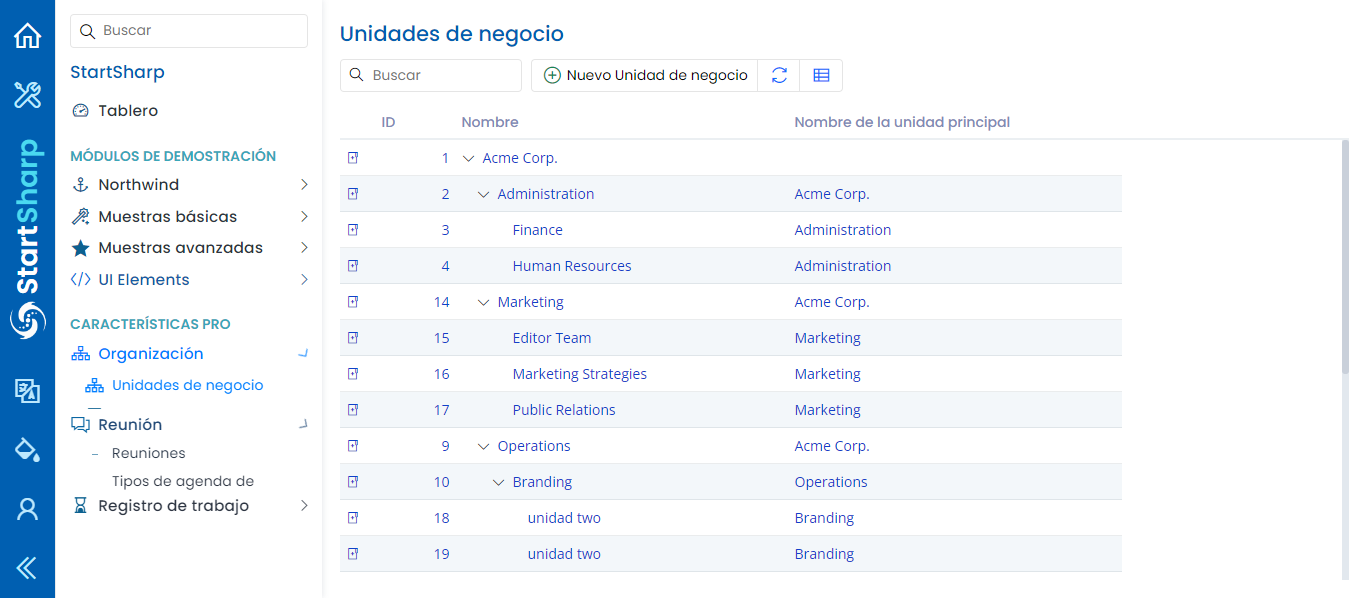 StartSharp
Buscar
StartSharp
Tablero
MÓDULOS DE DEMOSTRACIÓN
Northwind
Muestras básicas
Muestras avanzadas
UI Elements
CARACTERÍSTICAS PRO
Organización
Unidades de negocio
Reunión
Reuniones
Tipos de agenda de
Registro de trabajo
Unidades de negocio
Buscar
Nuevo Unidad de negocio
ID Nombre Nombre de la unidad principal
1 Acme Corp.
2 Administration Acme Corp.
3 Finance Administration
4 Human Resources Administration
14 Marketing Acme Corp.
15 Editor Team Marketing
16 Marketing Strategies Marketing
17 Public Relations Marketing
9 Operations Acme Corp.
10 Branding Operations
18 unidad two Branding
19 unidad two Branding